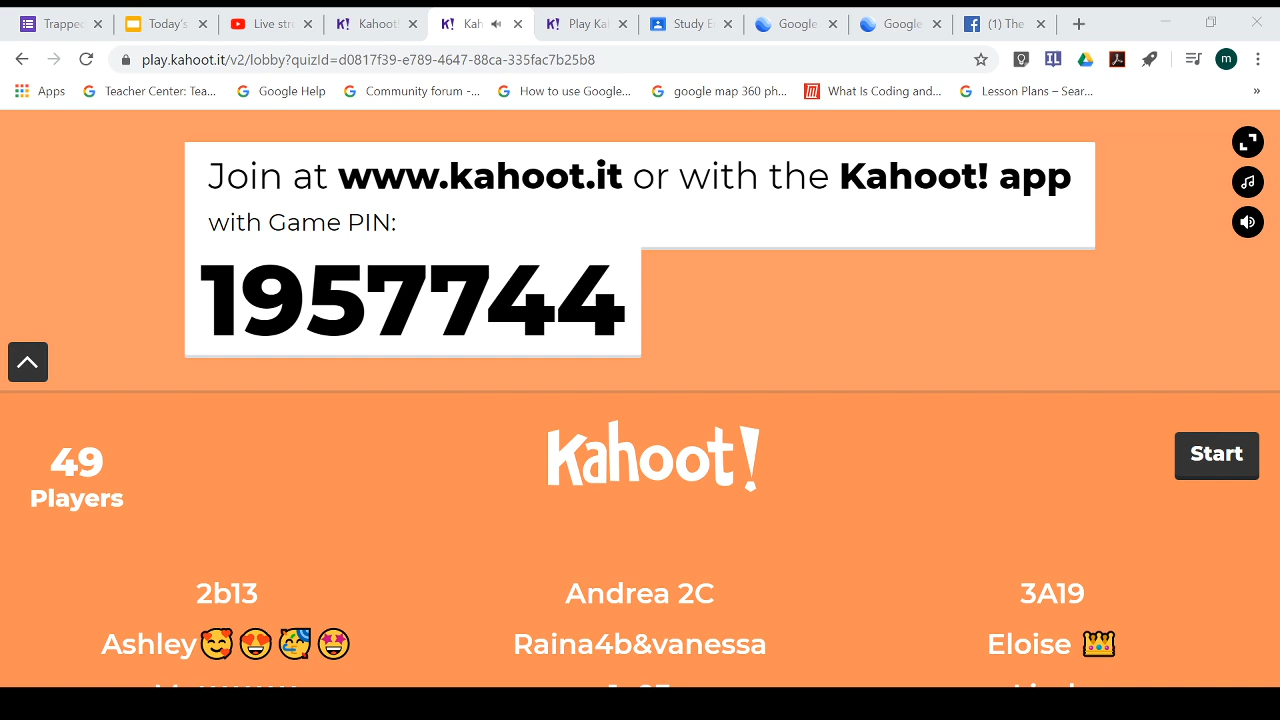 Trapped
Today's
Live str
Kahoot!
Kah
Play Ka
Study E
Google
Google
(1) The
play.kahoot.it/v2/lobby?quizId=d0817f39-e789-4647-88ca-335fac7b25b8
m
Apps
Teacher Center: Tea...
Google Help
Community forum -...
How to use Google...
google map 360 ph...
What Is Coding and...
Lesson Plans – Sear...
»
Join at www.kahoot.it or with the Kahoot! app
with Game PIN:
1957744
49
Players
Kahoot!
Start
2b13
Andrea 2C
3A19
Ashley🥰😍🥳🤩
Raina4b&vanessa
Eloise 👑